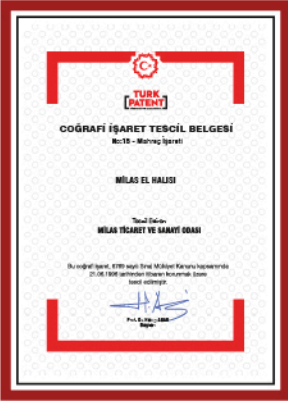 TURK
PATENT
COĞRAFİ İŞARET TESCİL BELGESİ
No:15 - Mahreç İşareti
MİLAS EL HALISI
Tescil Ettiren
MİLAS TİCARET VE SANAYİ ODASI
Bu coğrafi işaret, 6769 sayılı Sınai Mülkiyet Kanunu kapsamında
21.06.1996 tarihinden itibaren korunmak üzere
tescil edilmiştir.
Başkan